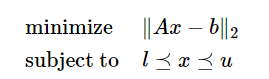 minimize ‖Ax − b‖₂
subject to l ≺ x ≺ u